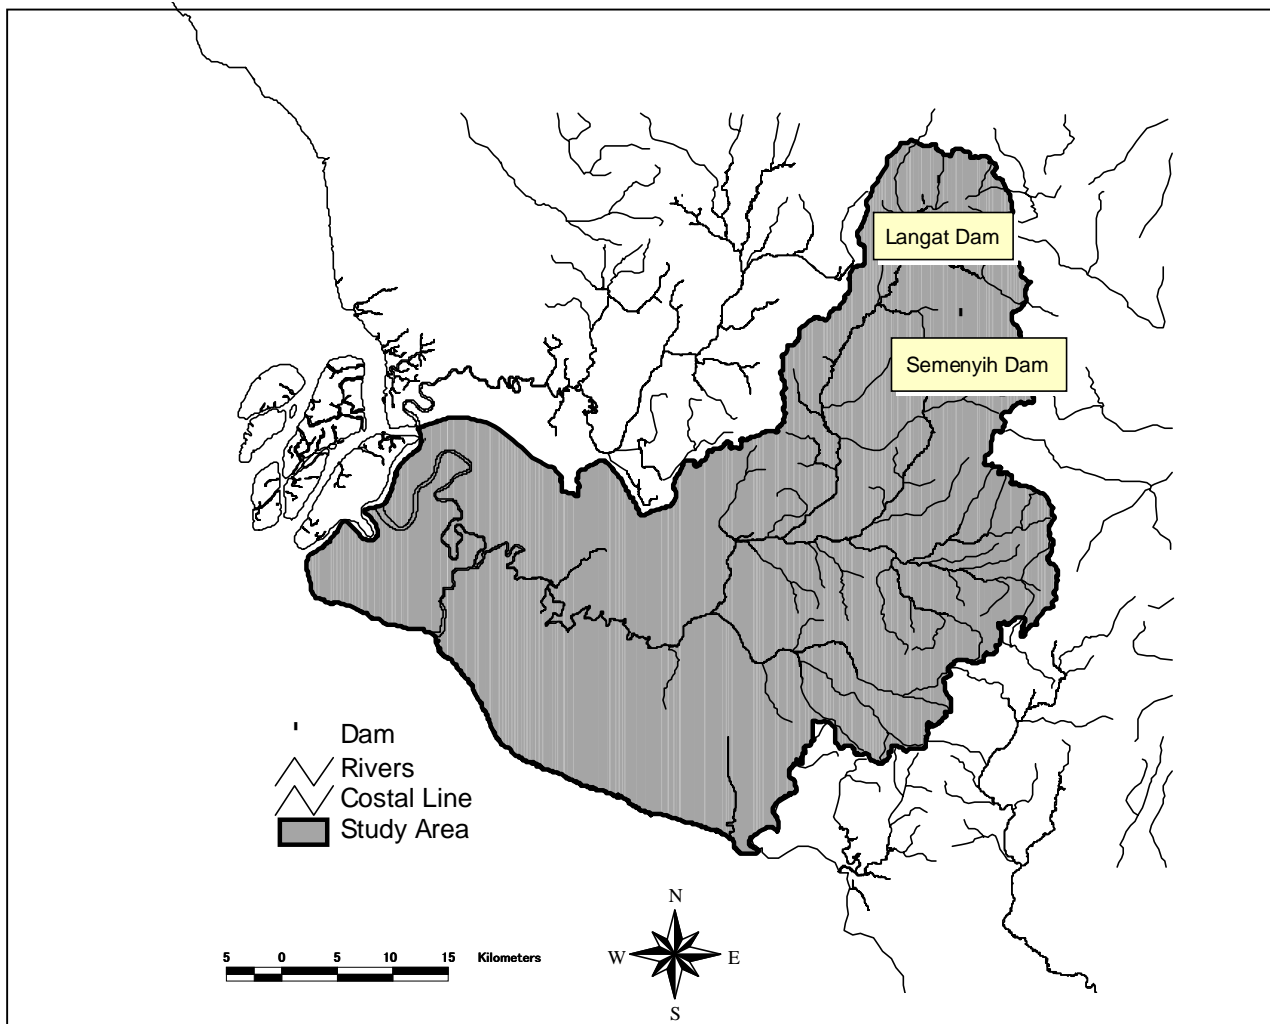 Langat Dam
Semenyih Dam
Dam
Rivers
Costal Line
Study Area
N
W E
S
5 0 5 10 15 Kilometers